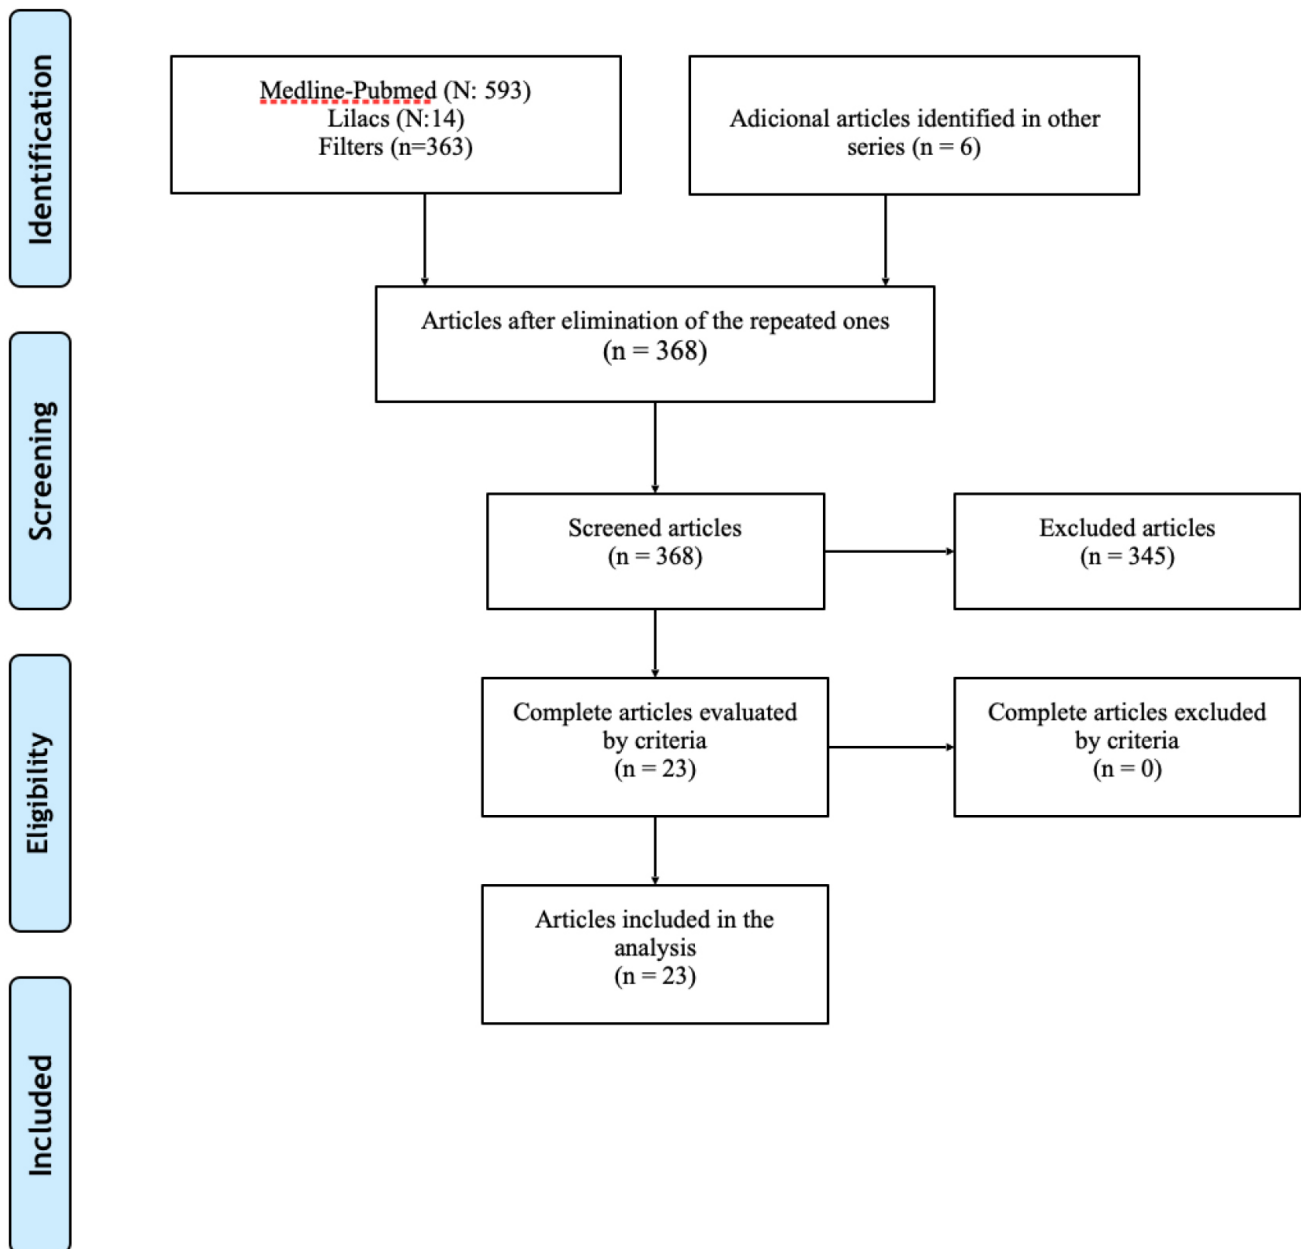 Identification
Medline-Pubmed (N: 593)
Lilacs (N:14)
Filters (n=363)
Adicional articles identified in other
series (n = 6)
Articles after elimination of the repeated ones
(n = 368)
Screening
Screened articles
(n = 368)
Excluded articles
(n = 345)
Eligibility
Complete articles evaluated
by criteria
(n = 23)
Complete articles excluded
by criteria
(n = 0)
Articles included in the
analysis
(n = 23)
Included